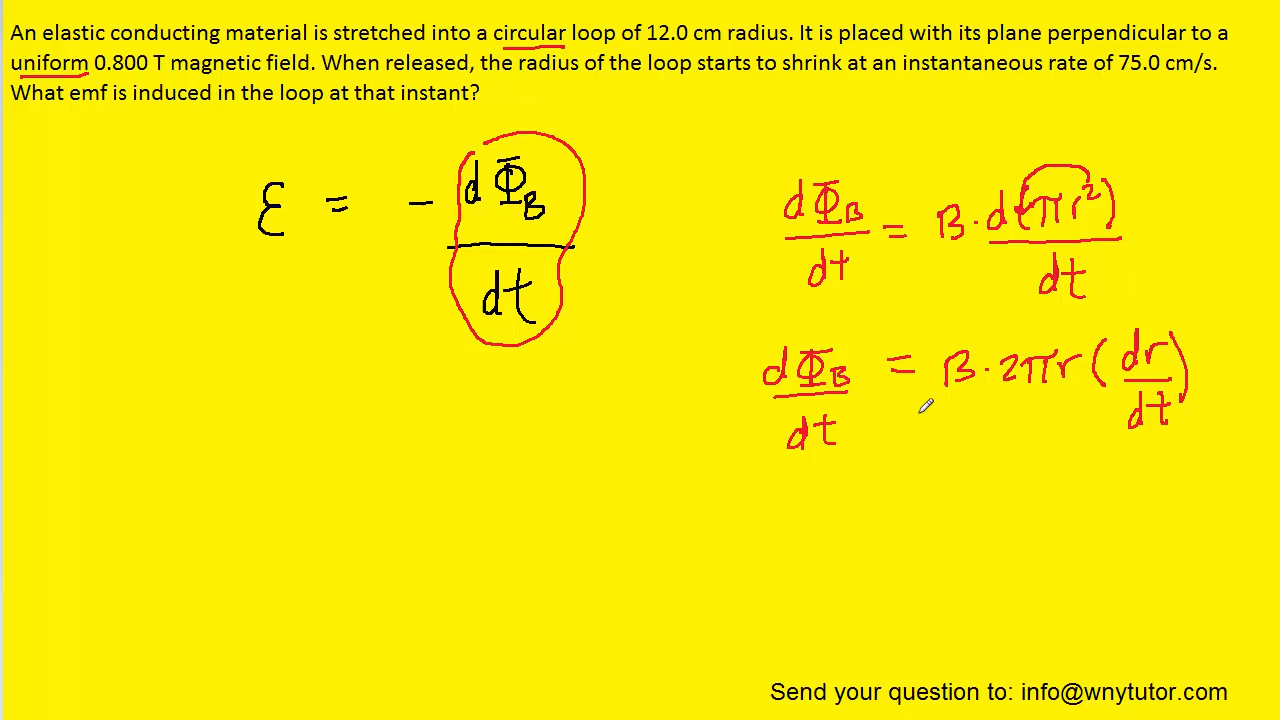 An elastic conducting material is stretched into a circular loop of 12.0 cm radius. It is placed with its plane perpendicular to a
uniform 0.800 T magnetic field. When released, the radius of the loop starts to shrink at an instantaneous rate of 75.0 cm/s.
What emf is induced in the loop at that instant?
ℰ = - dΦ_B / dt
dΦ_B / dt = B · d(πr²) / dt
dΦ_B / dt = B · 2πr (dr / dt)
Send your question to: info@wnytutor.com